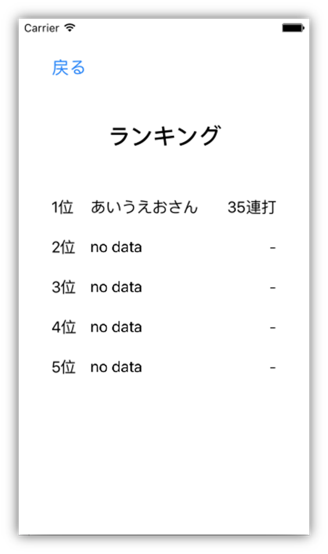 Carrier
戻る
ランキング
1位 あいうえおさん 35連打
2位 no data -
3位 no data -
4位 no data -
5位 no data -